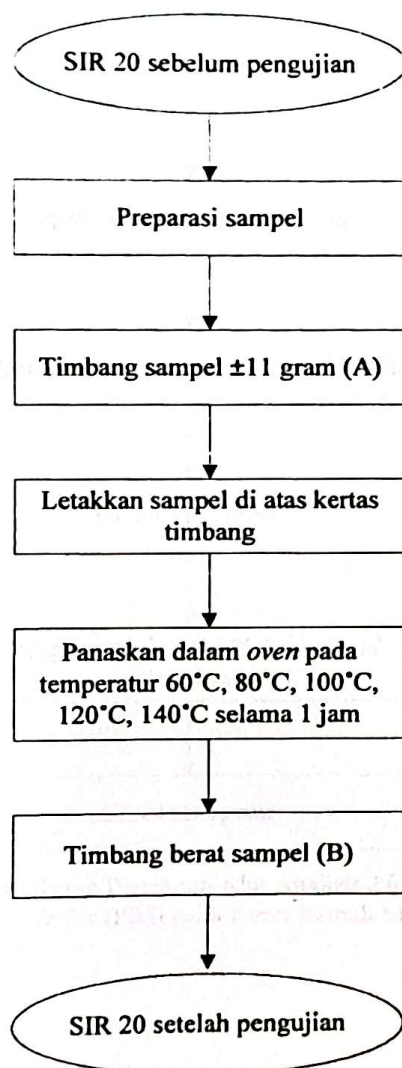 SIR 20 sebelum pengujian
Preparasi sampel
Timbang sampel ±11 gram (A)
Letakkan sampel di atas kertas
timbang
Panaskan dalam oven pada
temperatur 60°C, 80°C, 100°C,
120°C, 140°C selama 1 jam
Timbang berat sampel (B)
SIR 20 setelah pengujian